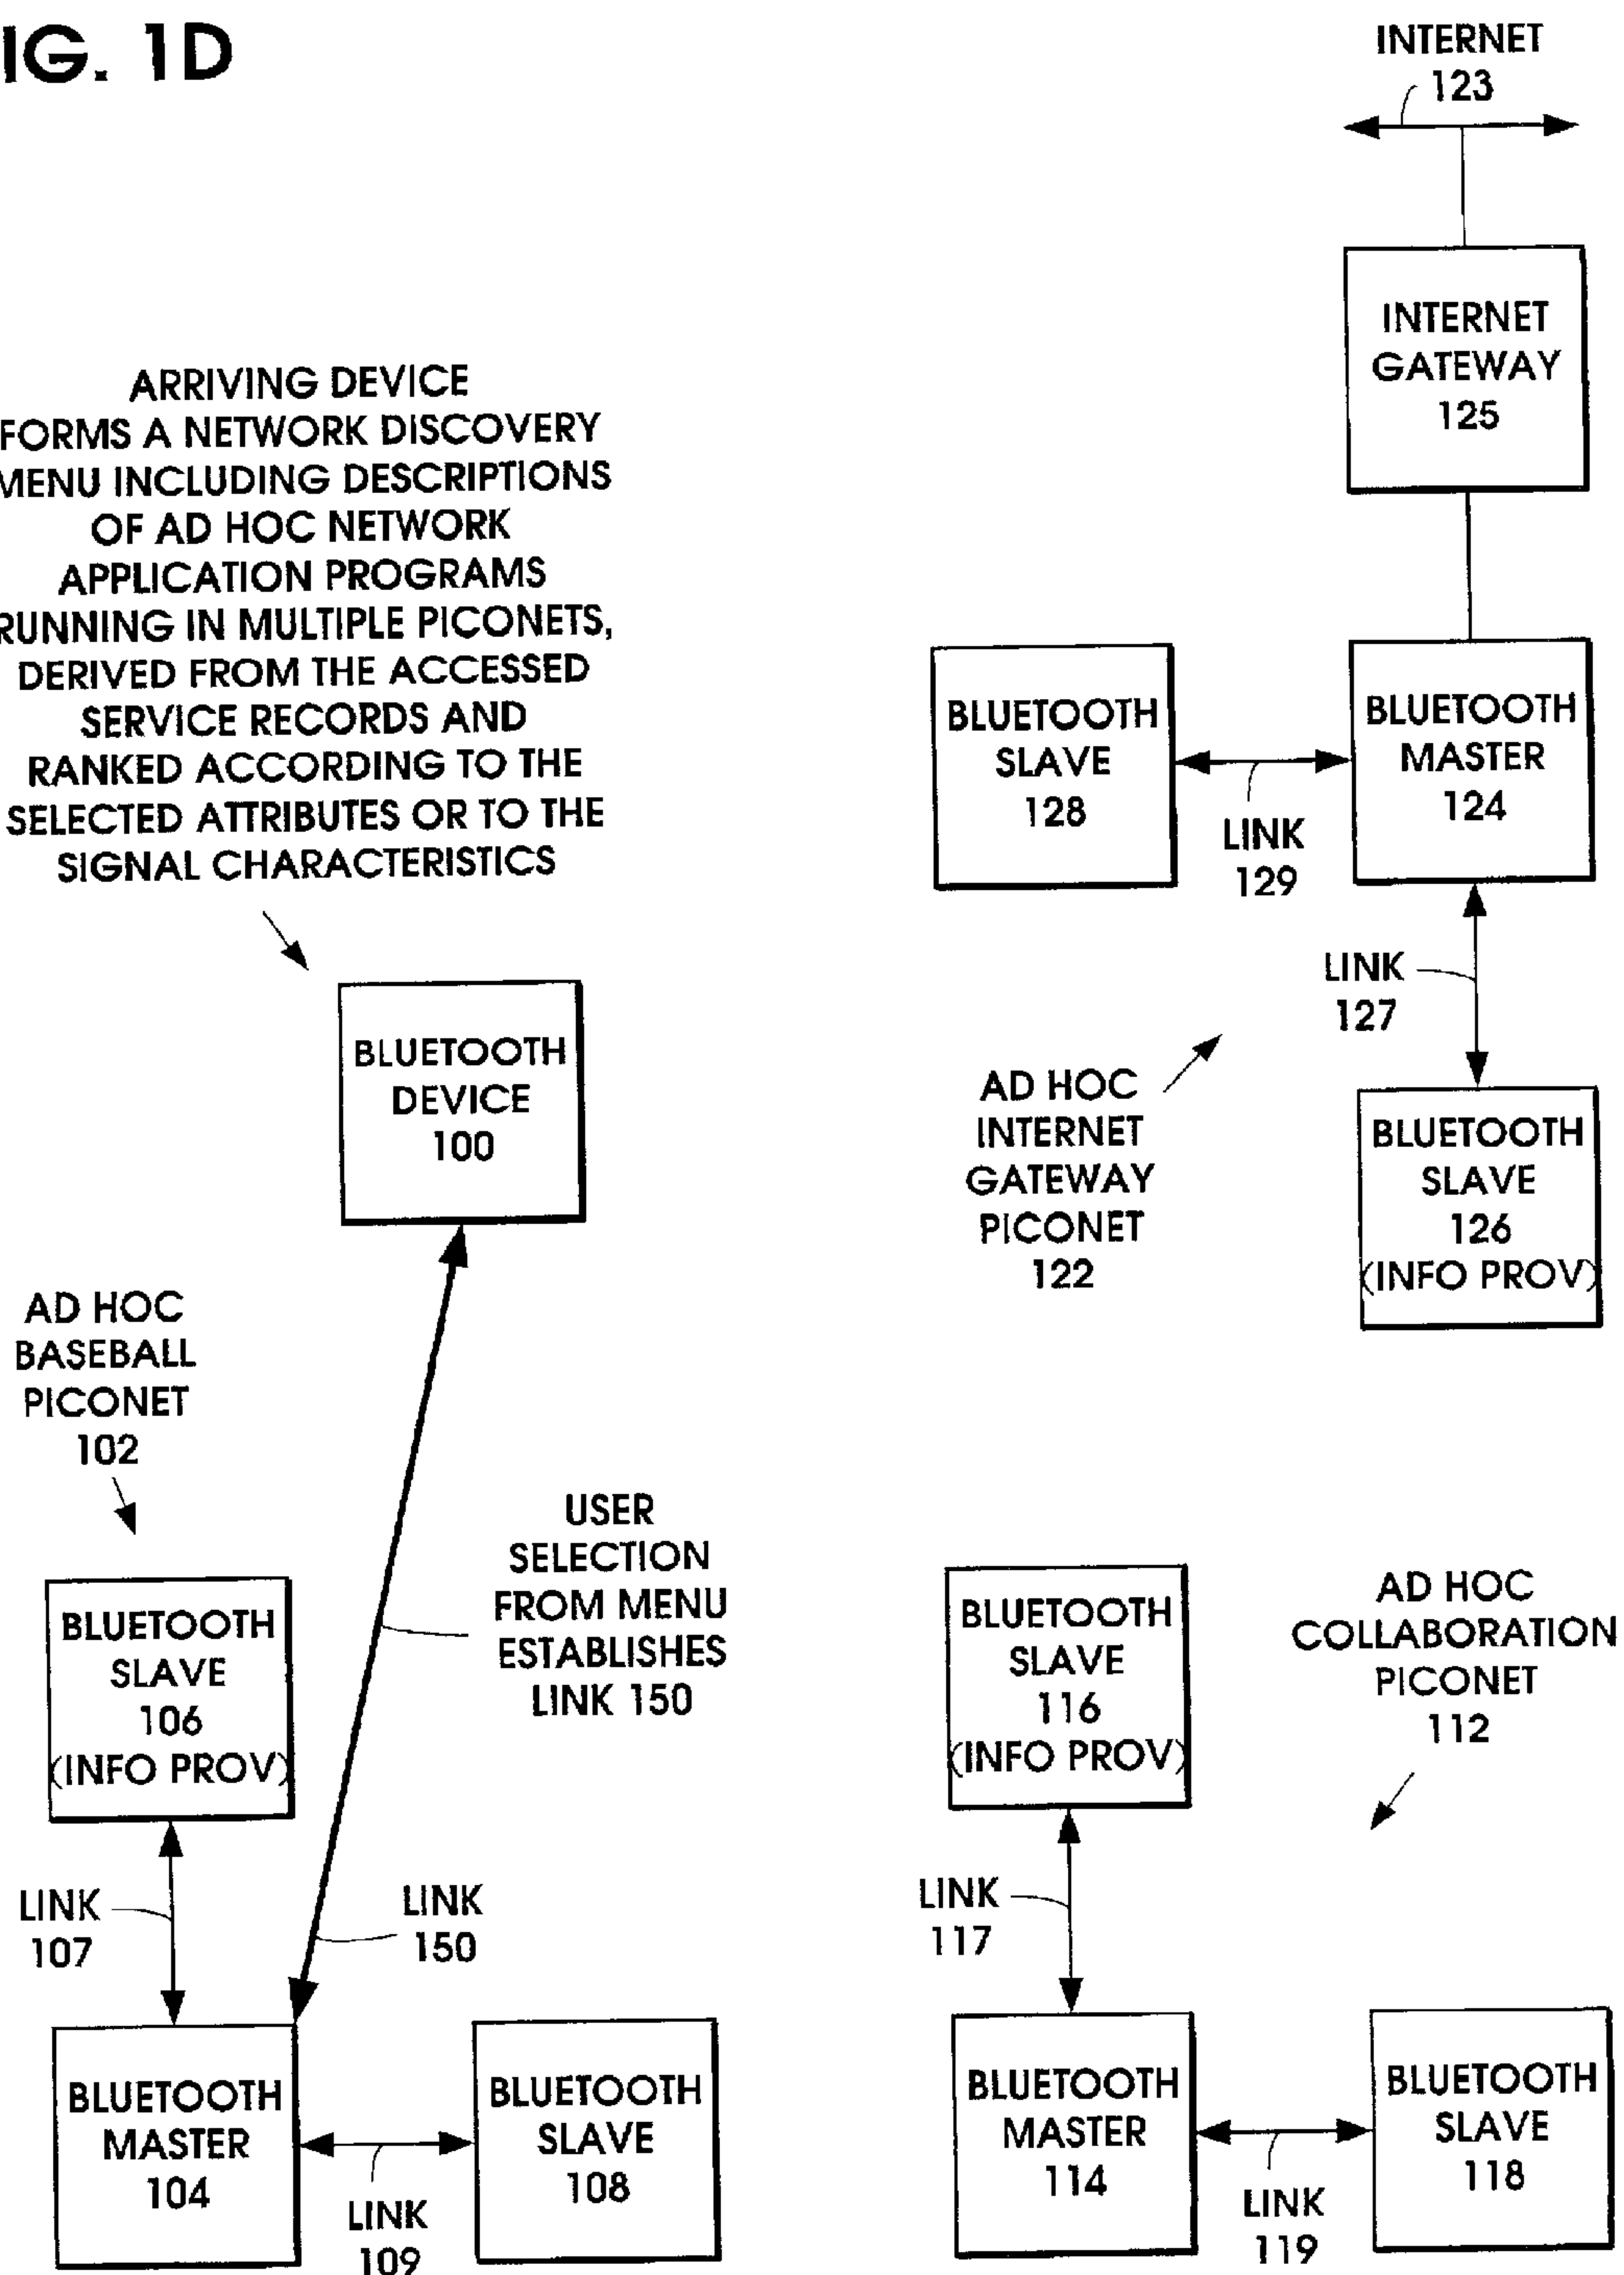 IG. 1D
INTERNET
123
INTERNET
GATEWAY
125
ARRIVING DEVICE
FORMS A NETWORK DISCOVERY
MENU INCLUDING DESCRIPTIONS
OF AD HOC NETWORK
APPLICATION PROGRAMS
RUNNING IN MULTIPLE PICONETS,
DERIVED FROM THE ACCESSED
SERVICE RECORDS AND
RANKED ACCORDING TO THE
SELECTED ATTRIBUTES OR TO THE
SIGNAL CHARACTERISTICS
BLUETOOTH
SLAVE
128
LINK
129
BLUETOOTH
MASTER
124
LINK
127
BLUETOOTH
DEVICE
100
AD HOC
INTERNET
GATEWAY
PICONET
122
BLUETOOTH
SLAVE
126
(INFO PROV)
AD HOC
BASEBALL
PICONET
102
USER
SELECTION
FROM MENU
ESTABLISHES
LINK 150
BLUETOOTH
SLAVE
106
(INFO PROV)
LINK
107
LINK
150
BLUETOOTH
MASTER
104
LINK
109
BLUETOOTH
SLAVE
108
BLUETOOTH
SLAVE
116
(INFO PROV)
AD HOC
COLLABORATION
PICONET
112
LINK
117
BLUETOOTH
MASTER
114
LINK
119
BLUETOOTH
SLAVE
118